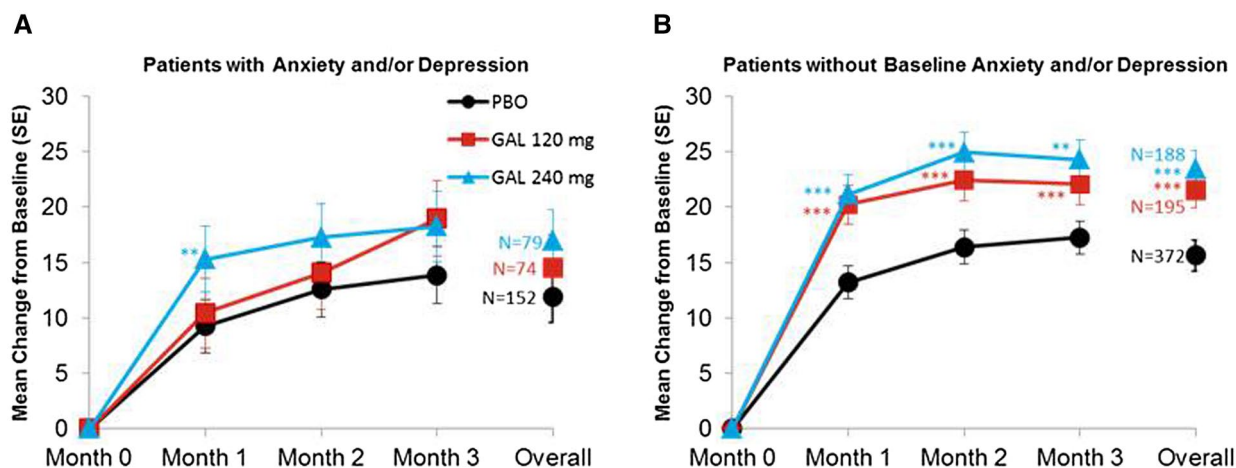 A
Patients with Anxiety and/or Depression
Mean Change from Baseline (SE)
30
25
20
15
10
5
0
PBO
GAL 120 mg
GAL 240 mg
**
N=79
N=74
N=152
Month 0 Month 1 Month 2 Month 3 Overall
B
Patients without Baseline Anxiety and/or Depression
Mean Change from Baseline (SE)
30
25
20
15
10
5
0
***
***
***
***
**
***
N=188
***
***
N=195
N=372
Month 0 Month 1 Month 2 Month 3 Overall